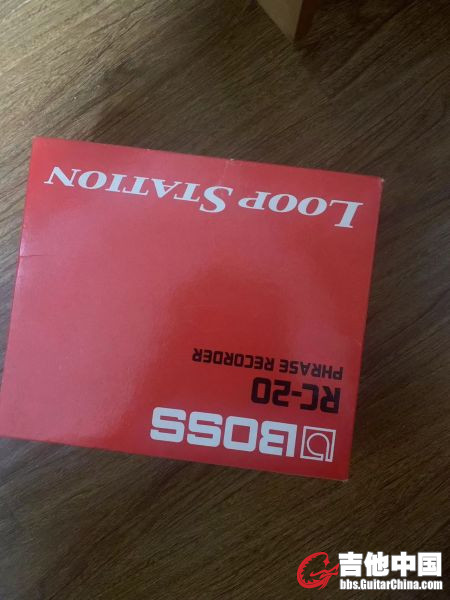 BOSS
RC-20
PHRASE RECORDER
LOOP STATION
吉他中国
bbs.GuitarChina.com